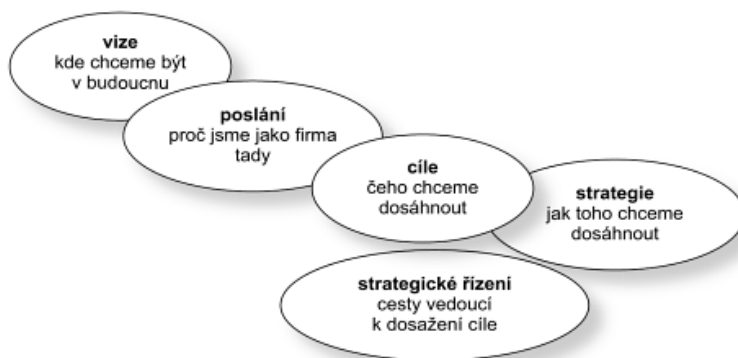 vize
kde chceme být
v budoucnu
poslání
proč jsme jako firma
tady
cíle
čeho chceme
dosáhnout
strategie
jak toho chceme
dosáhnout
strategické řízení
cesty vedoucí
k dosažení cíle